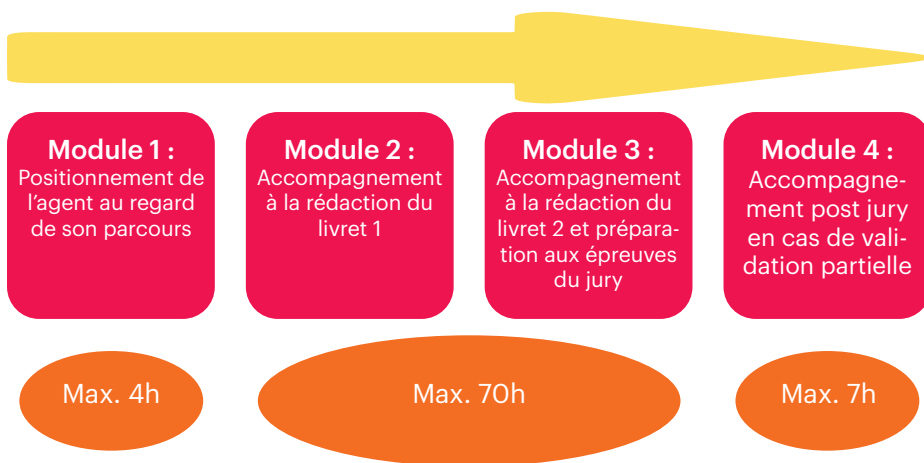 Module 1 :
Positionnement de
l'agent au regard
de son parcours
Module 2 :
Accompagnement
à la rédaction du
livret 1
Module 3 :
Accompagnement
à la rédaction du
livret 2 et prépara-
tion aux épreuves
du jury
Module 4 :
Accompagne-
ment post jury
en cas de vali-
dation partielle
Max. 4h
Max. 70h
Max. 7h